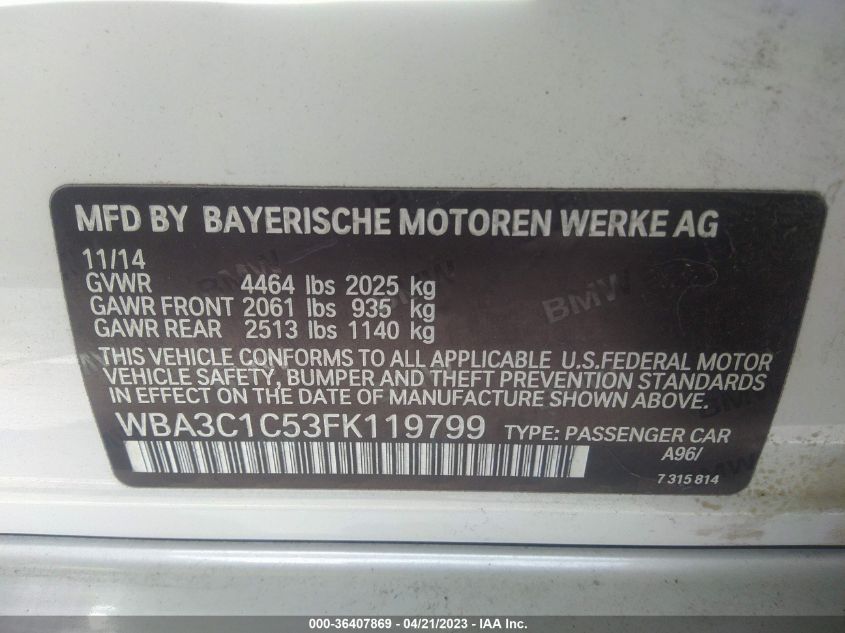 MFD BY BAYERISCHE MOTOREN WERKE AG
11/14
GVWR 4464 lbs 2025 kg
GAWR FRONT 2061 lbs 935 kg
GAWR REAR 2513 lbs 1140 kg
THIS VEHICLE CONFORMS TO ALL APPLICABLE U.S.FEDERAL MOTOR
VEHICLE SAFETY, BUMPER AND THEFT PREVENTION STANDARDS
IN EFFECT ON THE DATE OF MANUFACTURE SHOWN ABOVE.
WBA3C1C53FK119799 TYPE: PASSENGER CAR
A96/
7 315 814
BMW
000-36407869 - 04/21/2023 - IAA Inc.